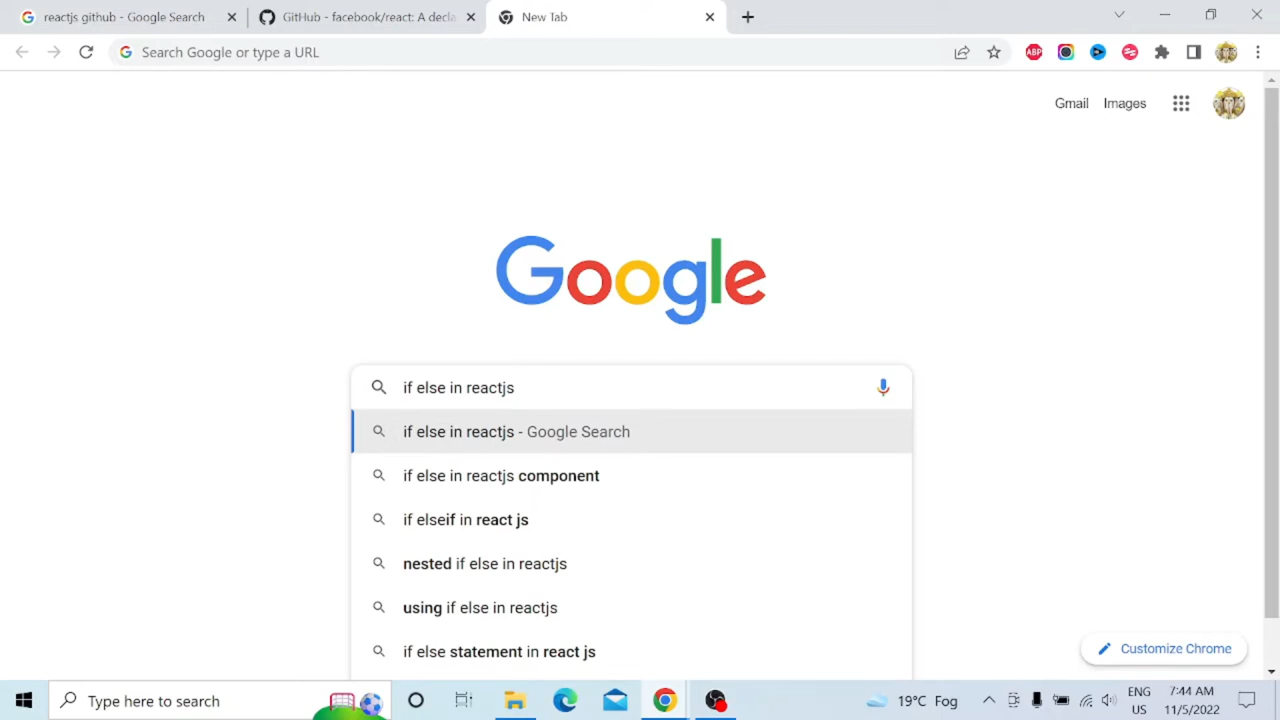 reactjs github - Google Search
GitHub - facebook/react: A decla
New Tab
Search Google or type a URL
ABP
Gmail Images
Google
if else in reactjs
if else in reactjs - Google Search
if else in reactjs component
if elseif in react js
nested if else in reactjs
using if else in reactjs
if else statement in react js
Customize Chrome
Type here to search
19°C Fog
ENG
US
7:44 AM
11/5/2022